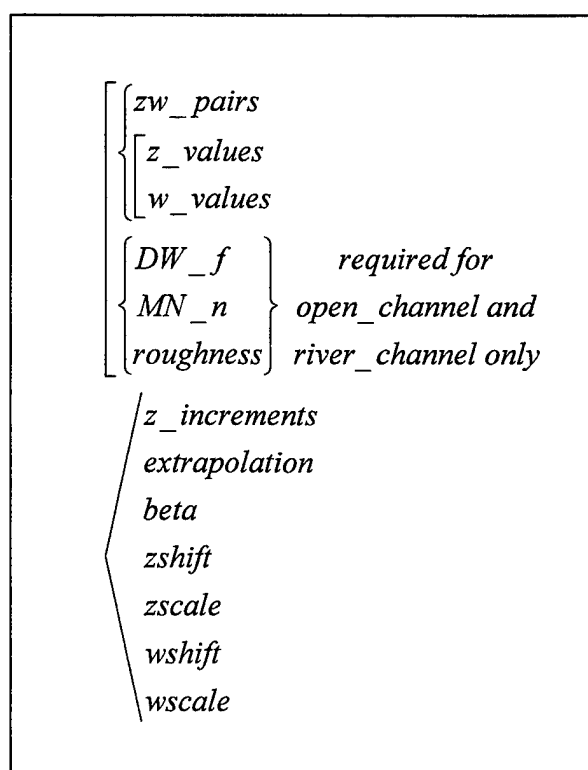 zw_pairs
z_values
w_values
DW_f required for
MN_n open_channel and
roughness river_channel only
z_increments
extrapolation
beta
zshift
zscale
wshift
wscale